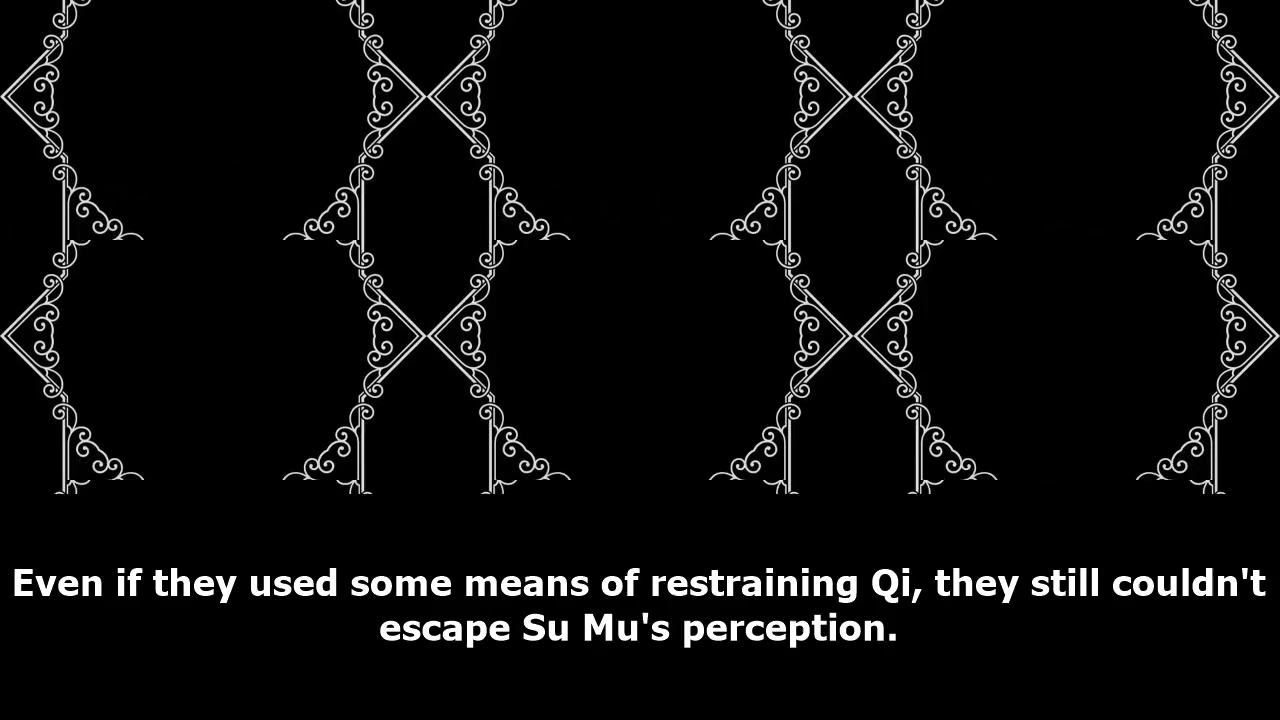 Even if they used some means of restraining Qi, they still couldn't
escape Su Mu's perception.